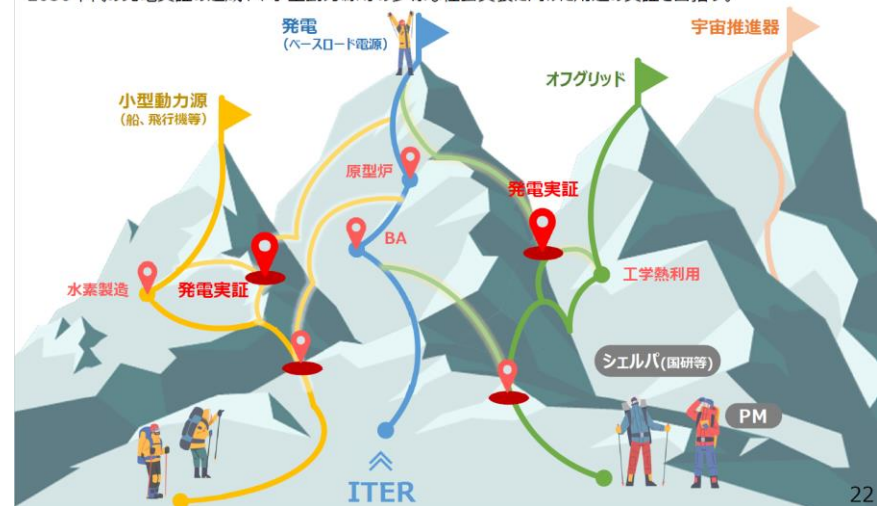 発電
(ベースロード電源)
宇宙推進器
オフグリッド
小型動力源
(船、飛行機等)
原型炉
発電実証
BA
工学熱利用
水素製造
発電実証
シェルパ(国研等)
PM
ITER
22